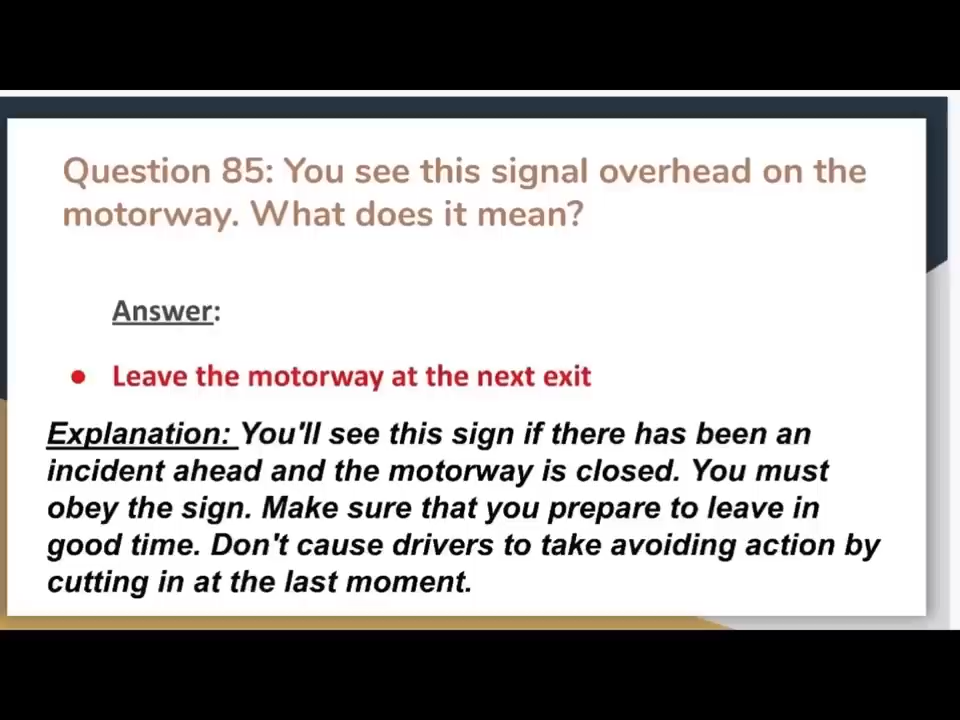 Question 85: You see this signal overhead on the
motorway. What does it mean?
Answer:
● Leave the motorway at the next exit
Explanation: You'll see this sign if there has been an
incident ahead and the motorway is closed. You must
obey the sign. Make sure that you prepare to leave in
good time. Don't cause drivers to take avoiding action by
cutting in at the last moment.